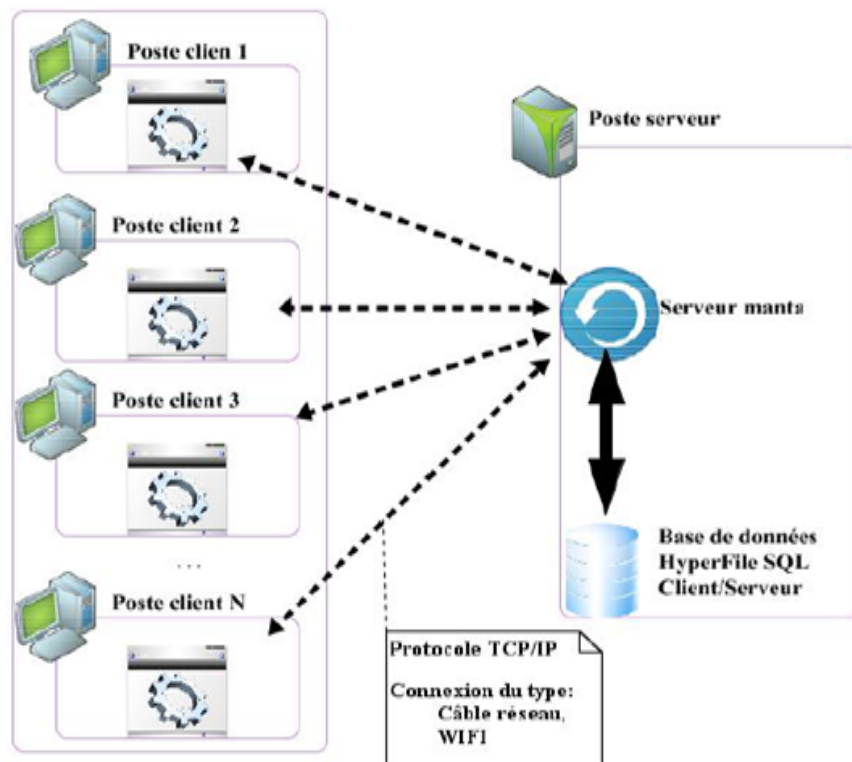 Poste clien 1
Poste serveur
Poste client 2
Serveur manta
Poste client 3
...
Base de données
HyperFile SQL
Client/Serveur
Poste client N
Protocole TCP/IP
Connexion du type:
Câble réseau,
WIFI